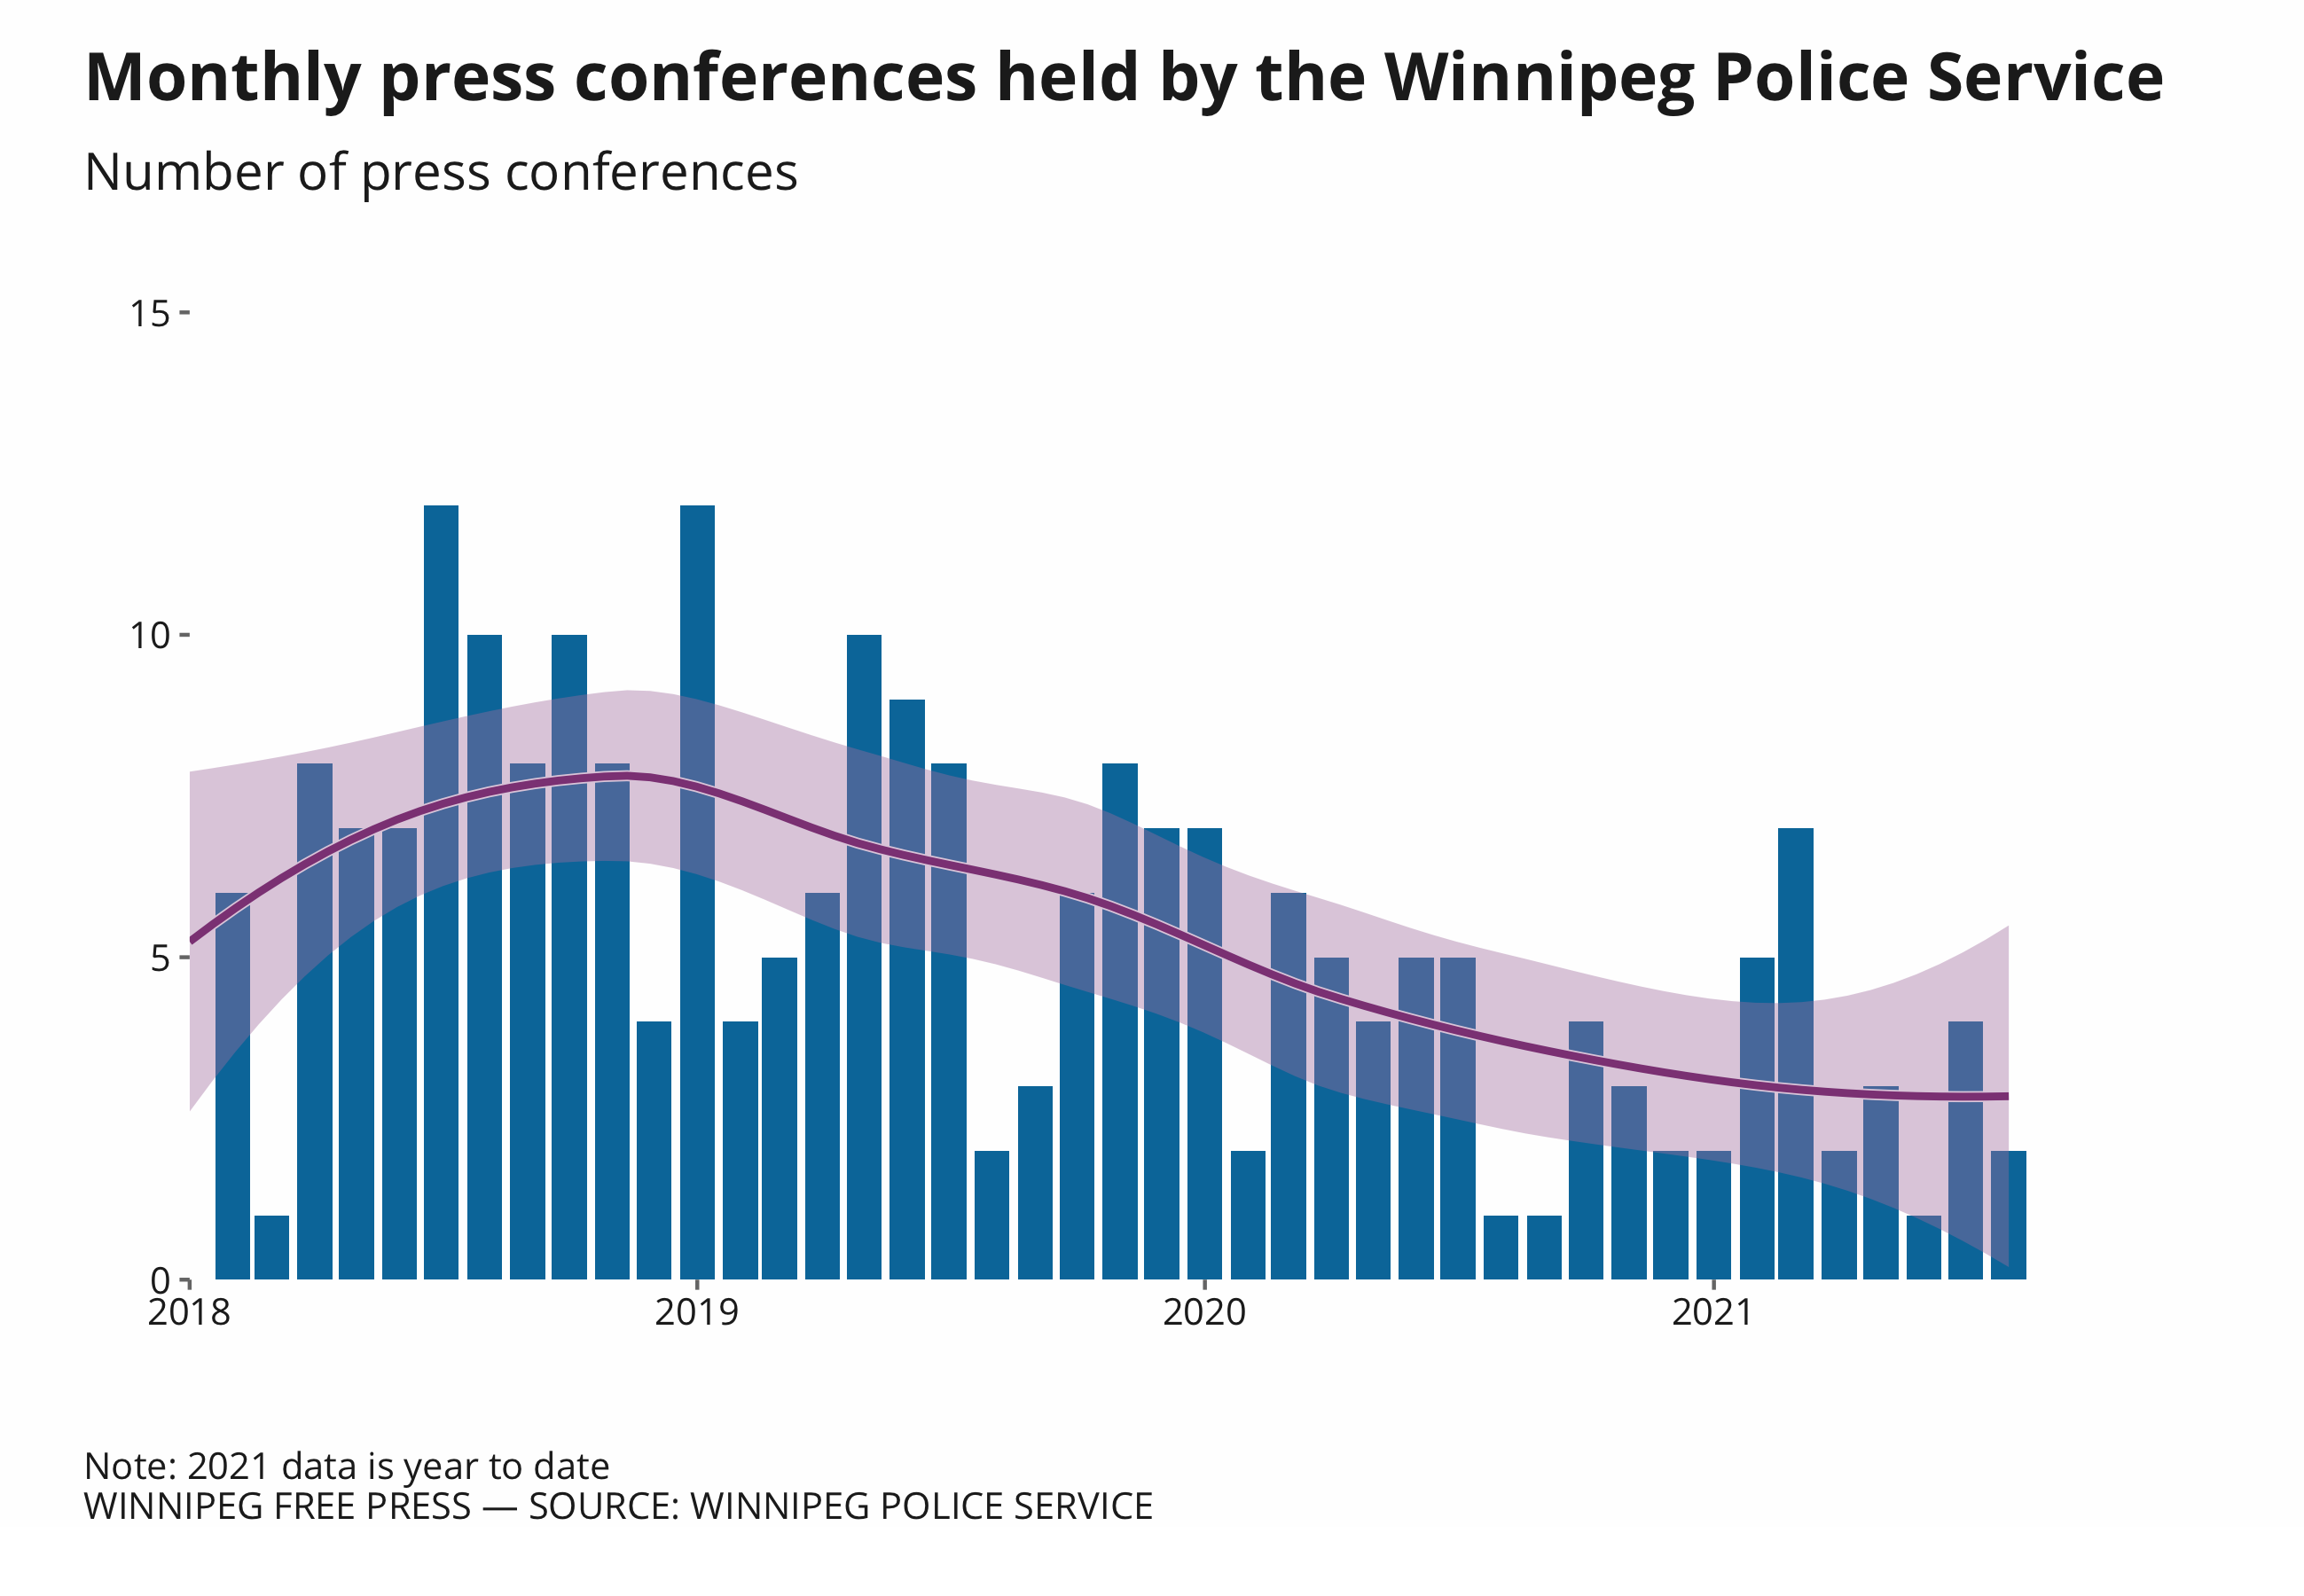 Monthly press conferences held by the Winnipeg Police Service
Number of press conferences
15
10
5
0
2018 2019 2020 2021
Note: 2021 data is year to date
WINNIPEG FREE PRESS — SOURCE: WINNIPEG POLICE SERVICE